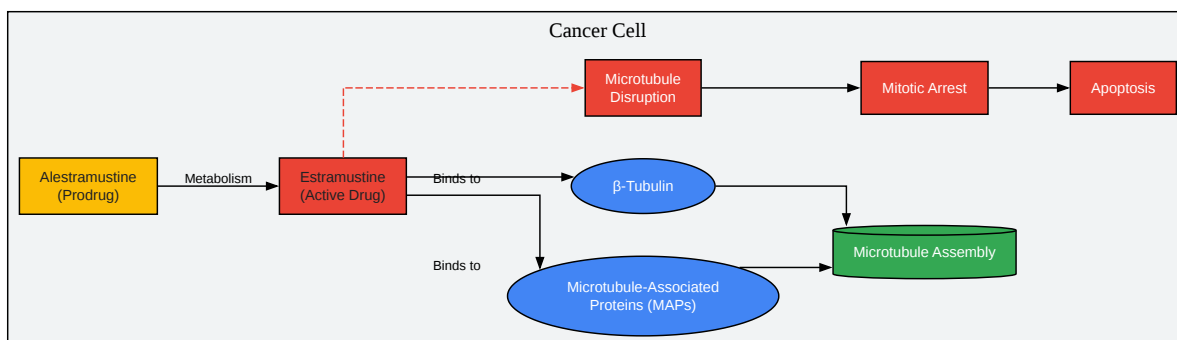 Cancer Cell
Microtubule
Disruption
Mitotic Arrest
Apoptosis
Alestramustine
(Prodrug)
Metabolism
Estramustine
(Active Drug)
Binds to
β-Tubulin
Microtubule Assembly
Binds to
Microtubule-Associated
Proteins (MAPs)